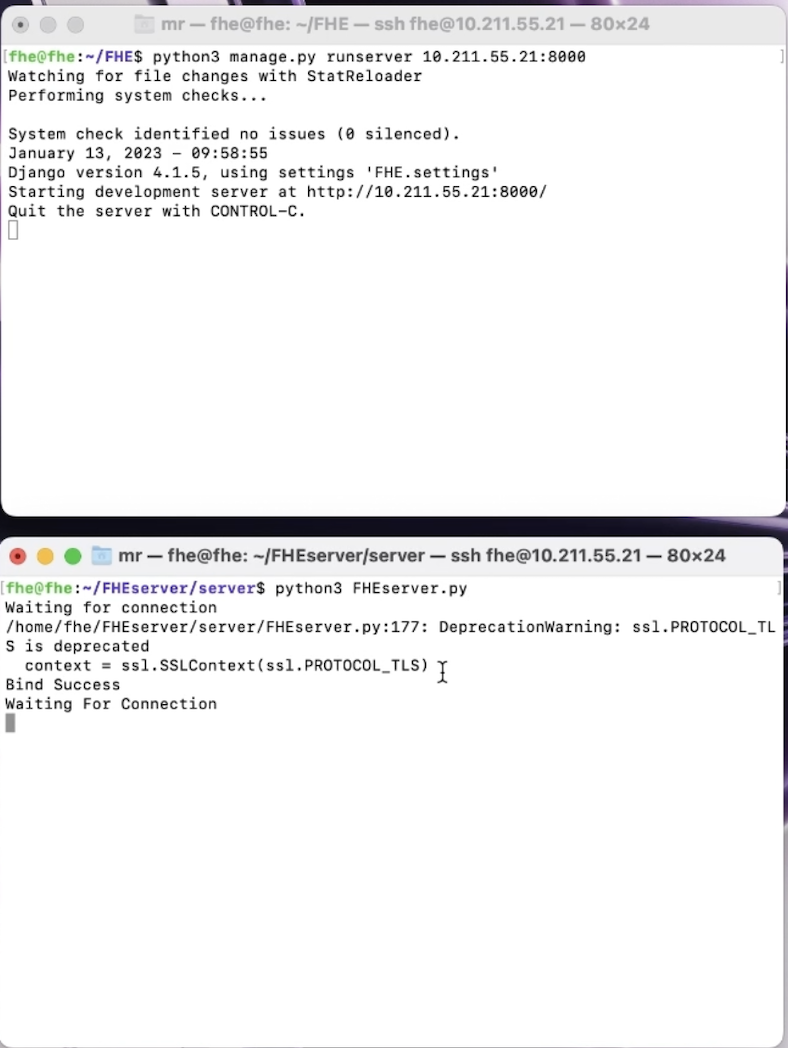 mr — fhe@fhe: ~/FHE — ssh fhe@10.211.55.21 — 80×24
[fhe@fhe:~/FHE$ python3 manage.py runserver 10.211.55.21:8000 ]
Watching for file changes with StatReloader
Performing system checks...
System check identified no issues (0 silenced).
January 13, 2023 - 09:58:55
Django version 4.1.5, using settings 'FHE.settings'
Starting development server at http://10.211.55.21:8000/
Quit the server with CONTROL-C.
mr — fhe@fhe: ~/FHEserver/server — ssh fhe@10.211.55.21 — 80×24
[fhe@fhe:~/FHEserver/server$ python3 FHEserver.py ]
Waiting for connection
/home/fhe/FHEserver/server/FHEserver.py:177: DeprecationWarning: ssl.PROTOCOL_TL
S is deprecated
  context = ssl.SSLContext(ssl.PROTOCOL_TLS)
Bind Success
Waiting For Connection